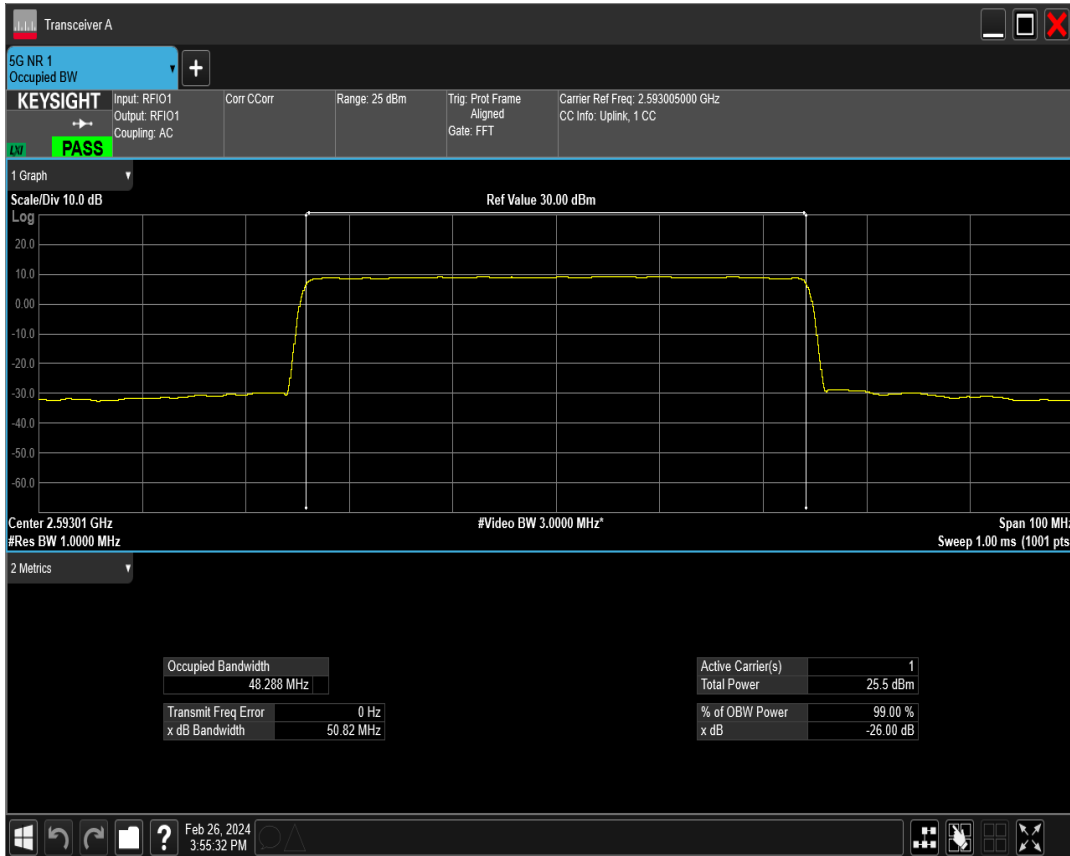 Transceiver A
5G NR 1
Occupied BW
+
KEYSIGHT
LXI
PASS
Input: RFIO1
Output: RFIO1
Coupling: AC
Corr CCorr
Range: 25 dBm
Trig: Prot Frame
Aligned
Gate: FFT
Carrier Ref Freq: 2.593005000 GHz
CC Info: Uplink, 1 CC
1 Graph
Scale/Div 10.0 dB
Ref Value 30.00 dBm
Log
20.0
10.0
0.00
-10.0
-20.0
-30.0
-40.0
-50.0
-60.0
Center 2.59301 GHz
#Video BW 3.0000 MHz*
Span 100 MHz
#Res BW 1.0000 MHz
Sweep 1.00 ms (1001 pts
2 Metrics
Occupied Bandwidth
48.288 MHz
Transmit Freq Error 0 Hz
x dB Bandwidth 50.82 MHz
Active Carrier(s) 1
Total Power 25.5 dBm
% of OBW Power 99.00 %
x dB -26.00 dB
?
Feb 26, 2024
3:55:32 PM